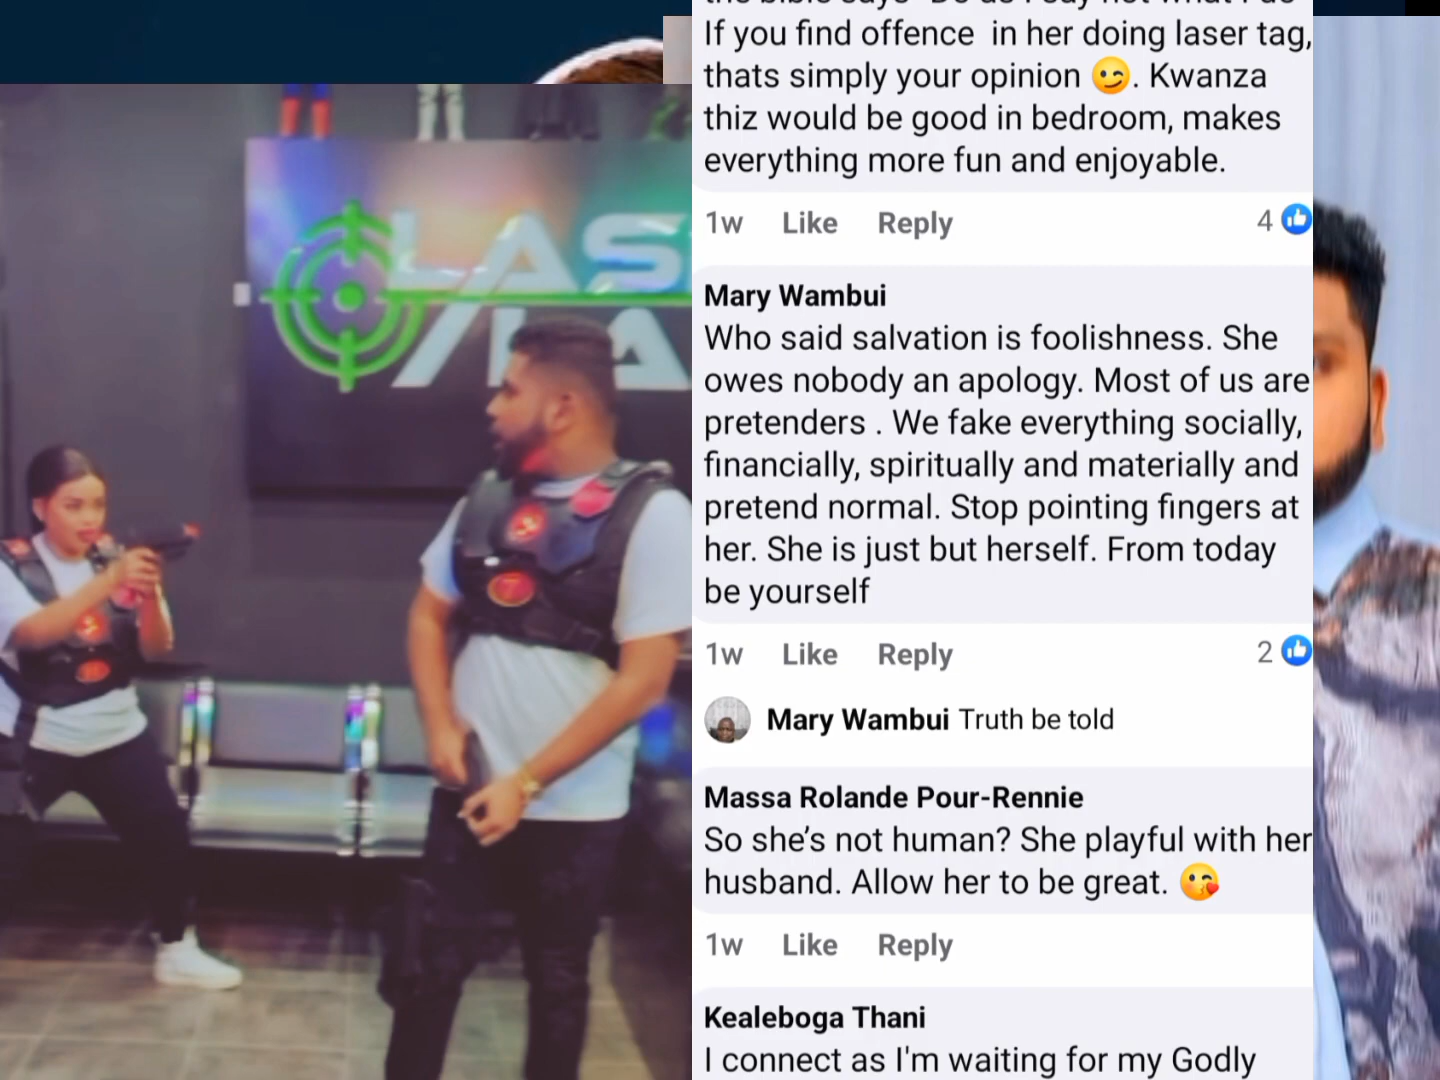 If you find offence in her doing laser tag,
thats simply your opinion 😉. Kwanza
thiz would be good in bedroom, makes
everything more fun and enjoyable.
1w Like Reply 4
Mary Wambui
Who said salvation is foolishness. She
owes nobody an apology. Most of us are
pretenders . We fake everything socially,
financially, spiritually and materially and
pretend normal. Stop pointing fingers at
her. She is just but herself. From today
be yourself
1w Like Reply 2
Mary Wambui Truth be told
Massa Rolande Pour-Rennie
So she's not human? She playful with her
husband. Allow her to be great. 😘
1w Like Reply
Kealeboga Thani
I connect as I'm waiting for my Godly
LAS